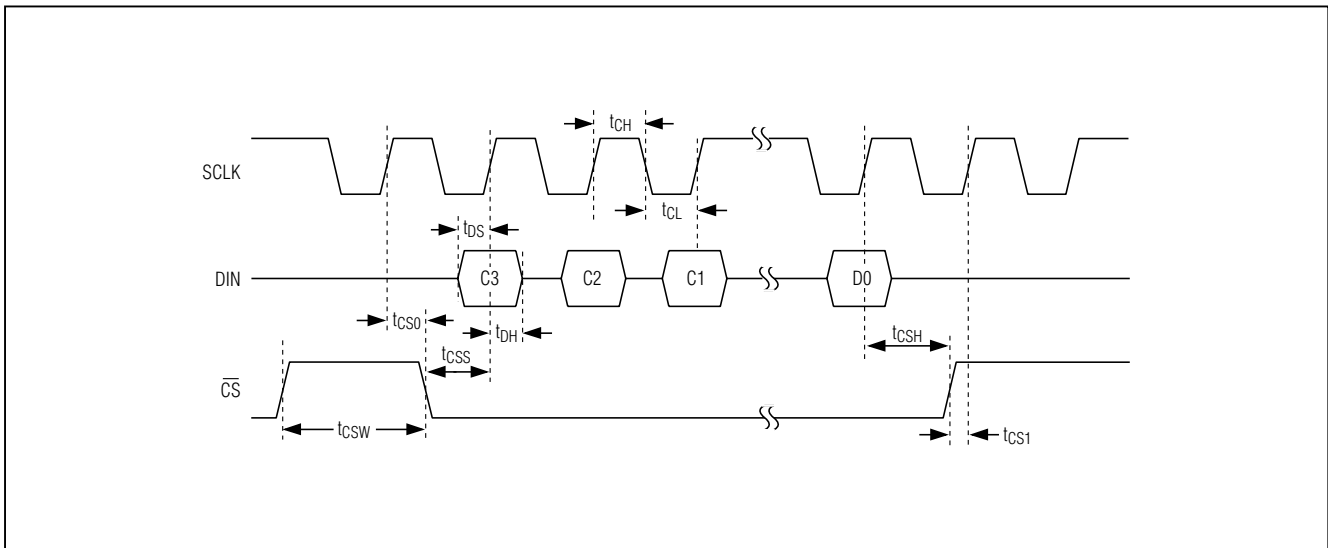 tCH
SCLK
tCL
tDS
DIN
C3
C2
C1
D0
tCS0
tDH
tCSH
tCSS
CS
tCSW
tCS1